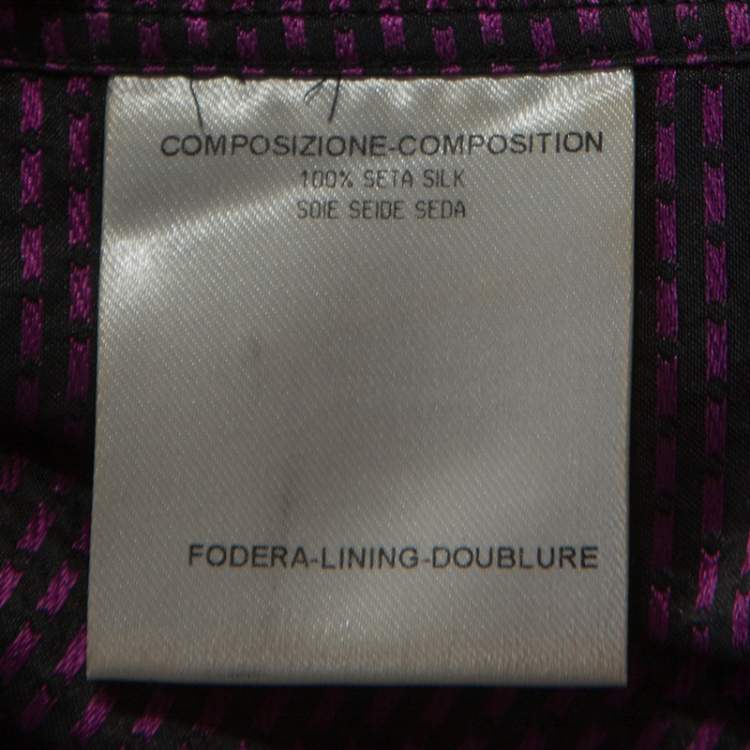 COMPOSIZIONE-COMPOSITION
100% SETA SILK
SOIE SEIDE SEDA
FODERA-LINING-DOUBLURE